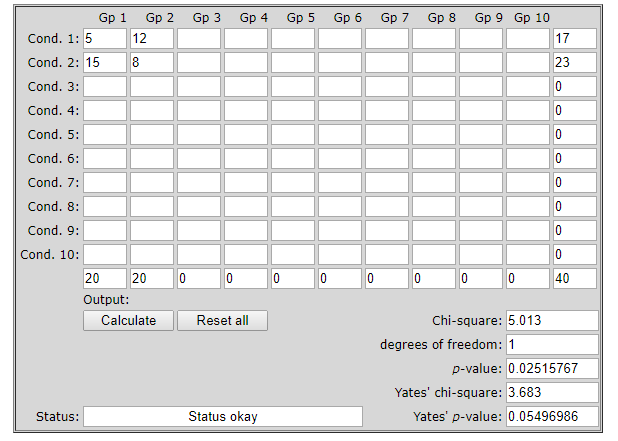 Gp 1 Gp 2 Gp 3 Gp 4 Gp 5 Gp 6 Gp 7 Gp 8 Gp 9 Gp 10
Cond. 1: 5 12 17
Cond. 2: 15 8 23
Cond. 3: 0
Cond. 4: 0
Cond. 5: 0
Cond. 6: 0
Cond. 7: 0
Cond. 8: 0
Cond. 9: 0
Cond. 10: 0
20 20 0 0 0 0 0 0 0 0 40
Output:
Calculate Reset all Chi-square: 5.013
degrees of freedom: 1
p-value: 0.02515767
Yates' chi-square: 3.683
Status: Status okay Yates' p-value: 0.05496986